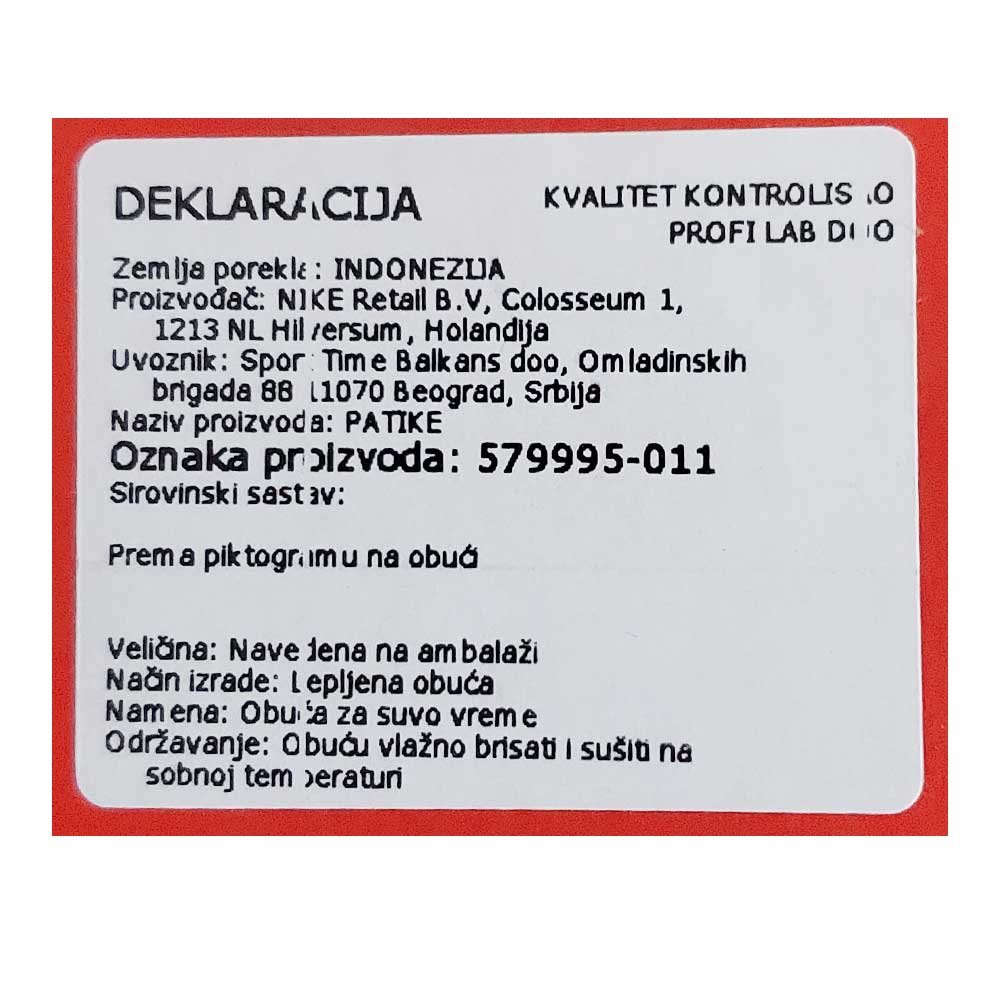 DEKLARACIJA
KVALITET KONTROLISAO
PROFI LAB DOO
Zemlja porekla: INDONEZIJA
Proizvođač: NIKE Retail B.V, Colosseum 1,
1213 NL Hilversum, Holandija
Uvoznik: Sport Time Balkans doo, Omladinskih
brigada 88 11070 Beograd, Srbija
Naziv proizvoda: PATIKE
Oznaka proizvoda: 579995-011
Sirovinski sastav:
Prema piktogramu na obući
Veličina: Navedena na ambalaži
Način izrade: Lepljena obuća
Namena: Obuća za suvo vreme
Održavanje: Obuću vlažno brisati i sušiti na
sobnoj temperaturi